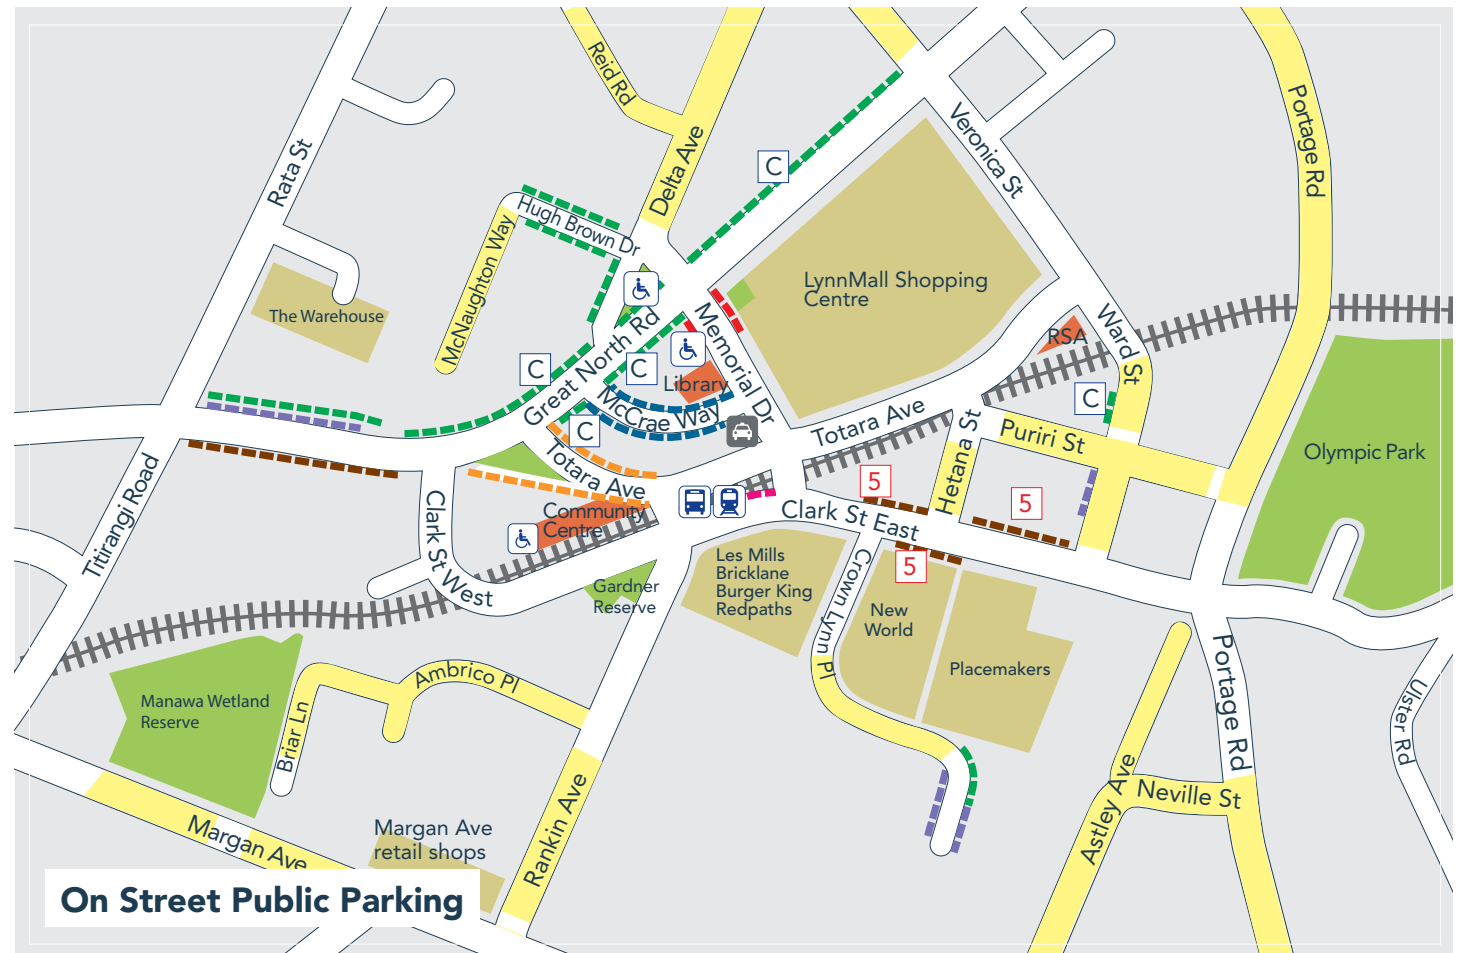 Reid Rd
Delta Ave
Rata St
Veronica St
Portage Rd
C
Hugh Brown Dr
McNaughton Way
LynnMall Shopping
Centre
The Warehouse
Great North Rd
Memorial Dr
RSA
Ward St
C
C
Library
McCrae Way
C
C
Totara Ave
Puriri St
Hetana St
Olympic Park
Totara Ave
5
5
Clark St East
Titirangi Road
Clark St West
Community
Centre
5
Crown Lynn Pl
Les Mills
Bricklane
Burger King
Redpaths
Gardner
Reserve
New
World
Placemakers
Portage Rd
Ulster Rd
Ambrico Pl
Manawa Wetland
Reserve
Briar Ln
Rankin Ave
Astley Ave
Neville St
Margan Ave
Margan Ave
retail shops
On Street Public Parking